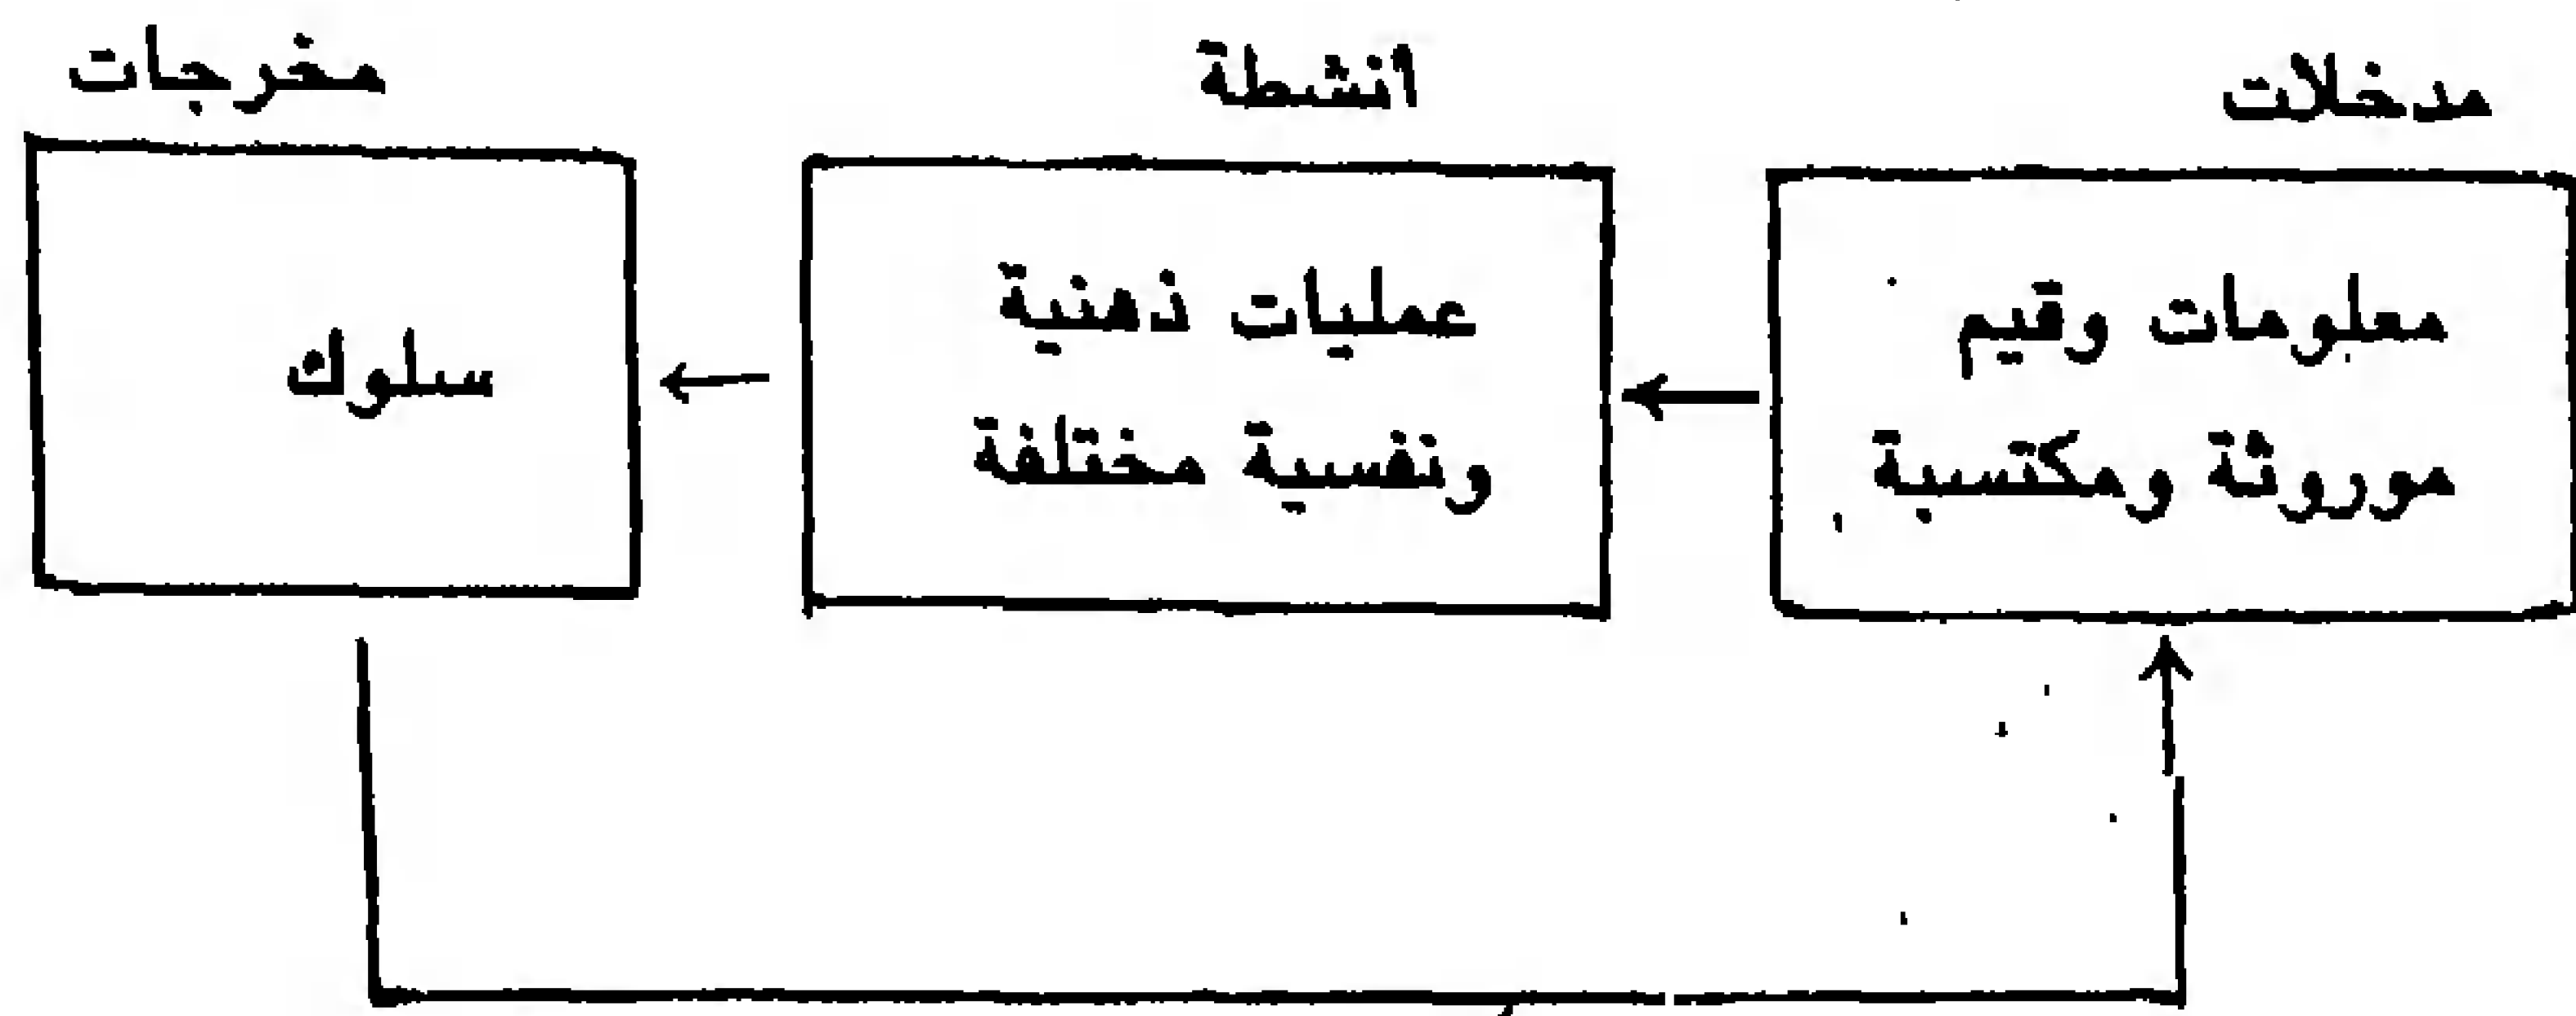 مدخلات
انشطة
مخرجات
معلومات وقيم
موروثة ومكتسبة
عمليات ذهنية
ونفسية مختلفة
سلوك